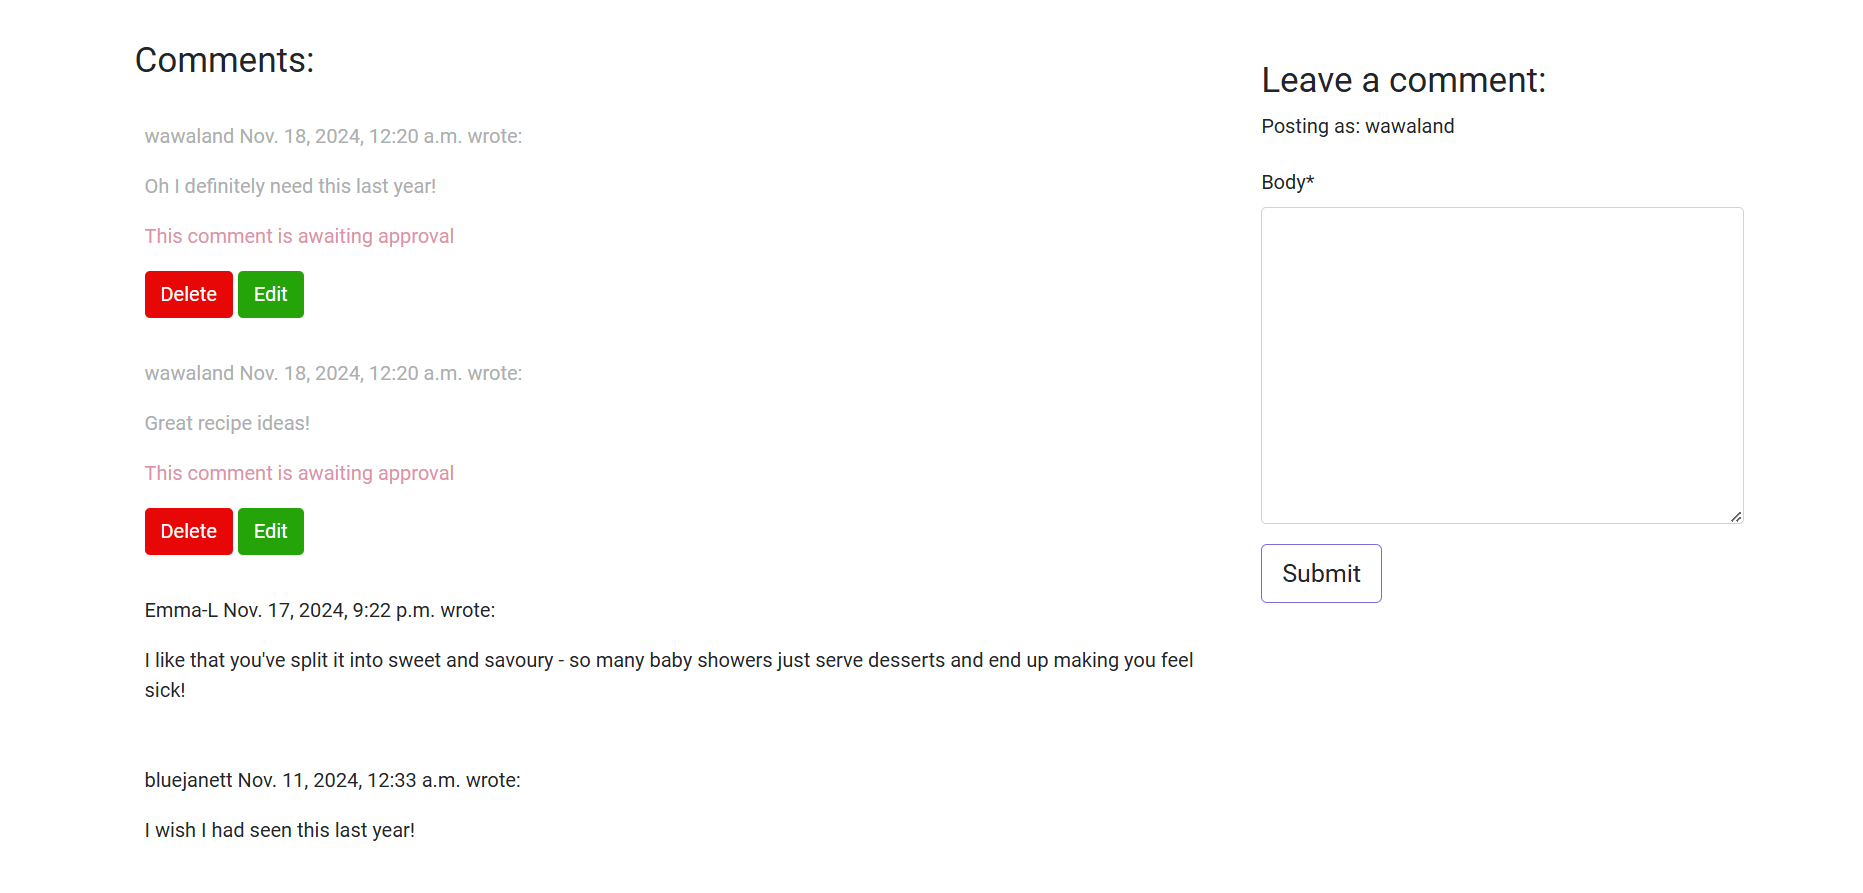 Comments:
wawaland Nov. 18, 2024, 12:20 a.m. wrote:
Oh I definitely need this last year!
This comment is awaiting approval
Delete Edit
wawaland Nov. 18, 2024, 12:20 a.m. wrote:
Great recipe ideas!
This comment is awaiting approval
Delete Edit
Emma-L Nov. 17, 2024, 9:22 p.m. wrote:
I like that you've split it into sweet and savoury - so many baby showers just serve desserts and end up making you feel
sick!
bluejanett Nov. 11, 2024, 12:33 a.m. wrote:
I wish I had seen this last year!
Leave a comment:
Posting as: wawaland
Body*
Submit